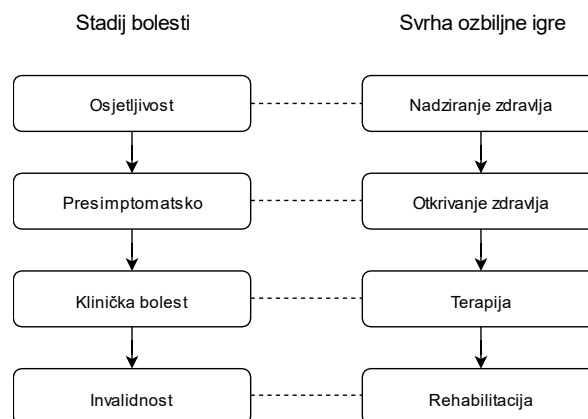 Stadij bolesti
Svrha ozbiljne igre
Osjetljivost
Nadziranje zdravlja
Presimptomatsko
Otkrivanje zdravlja
Klinička bolest
Terapija
Invalidnost
Rehabilitacija